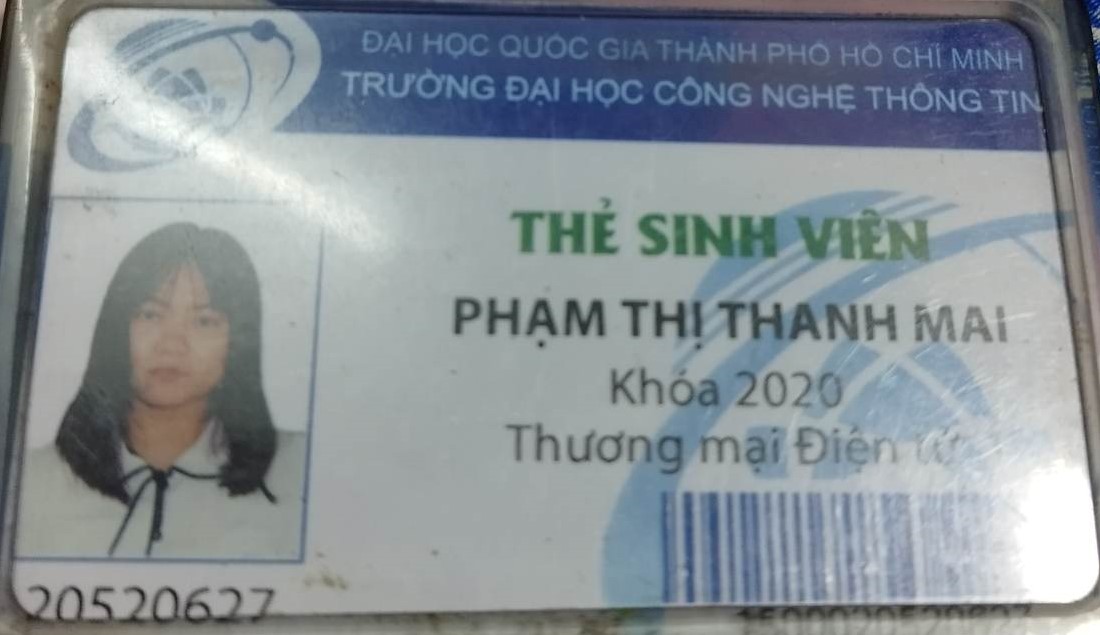 ĐẠI HỌC QUỐC GIA THÀNH PHỐ HỒ CHÍ MINH
TRƯỜNG ĐẠI HỌC CÔNG NGHỆ THÔNG TIN
THẺ SINH VIÊN
PHẠM THỊ THANH MAI
Khóa 2020
Thương mại Điện tử
20520627